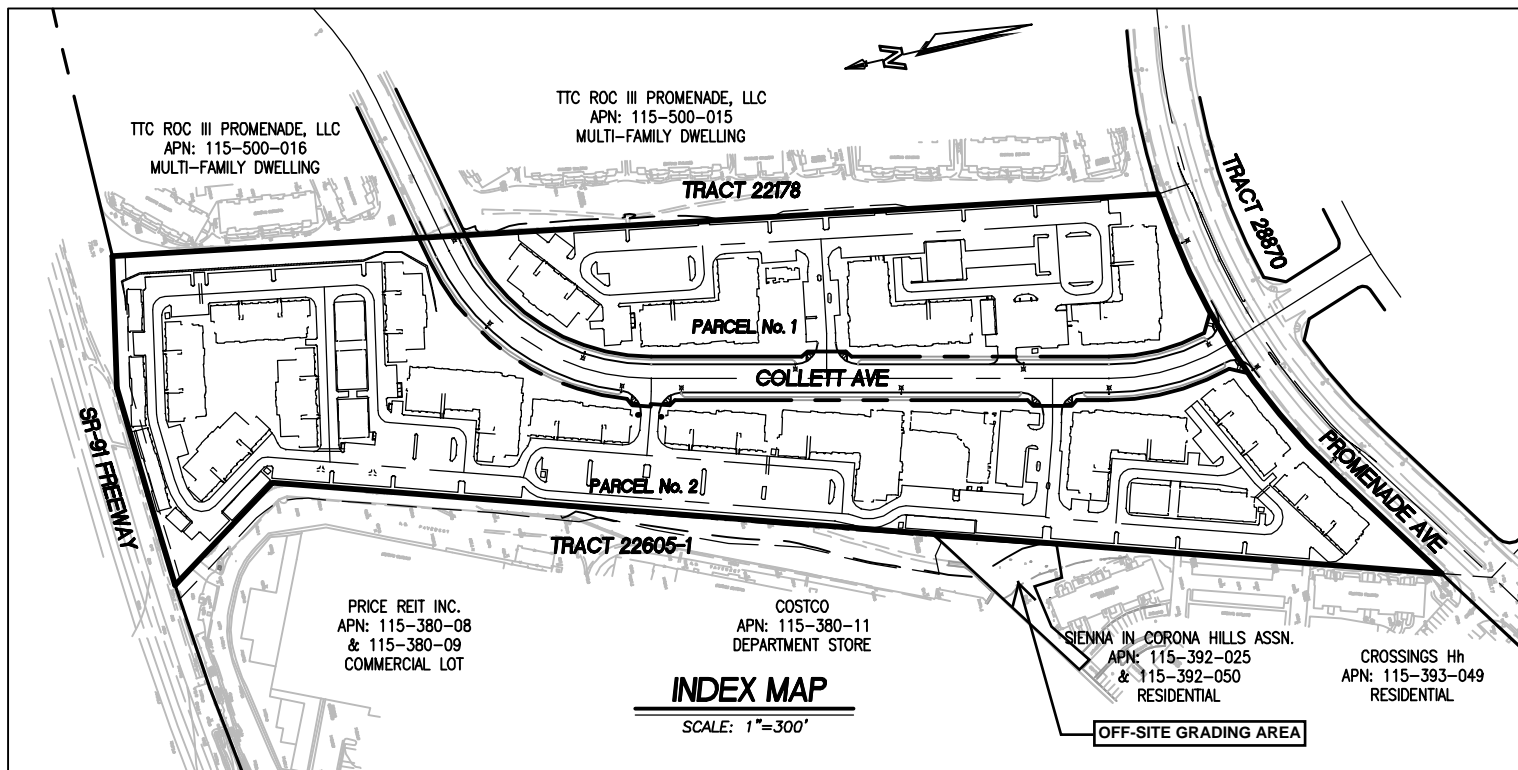 N
TTC ROC III PROMENADE, LLC
APN: 115-500-015
MULTI-FAMILY DWELLING
TTC ROC III PROMENADE, LLC
APN: 115-500-016
MULTI-FAMILY DWELLING
TRACT 22178
TRACT 28870
PARCEL No. 1
COLLETT AVE
SR-91 FREEWAY
PARCEL No. 2
PROMENADE AVE
TRACT 22605-1
PRICE REIT INC.
APN: 115-380-08
& 115-380-09
COMMERCIAL LOT
COSTCO
APN: 115-380-11
DEPARTMENT STORE
SIENNA IN CORONA HILLS ASSN.
APN: 115-392-025
& 115-392-050
RESIDENTIAL
CROSSINGS Hh
APN: 115-393-049
RESIDENTIAL
INDEX MAP
SCALE: 1"=300'
OFF-SITE GRADING AREA